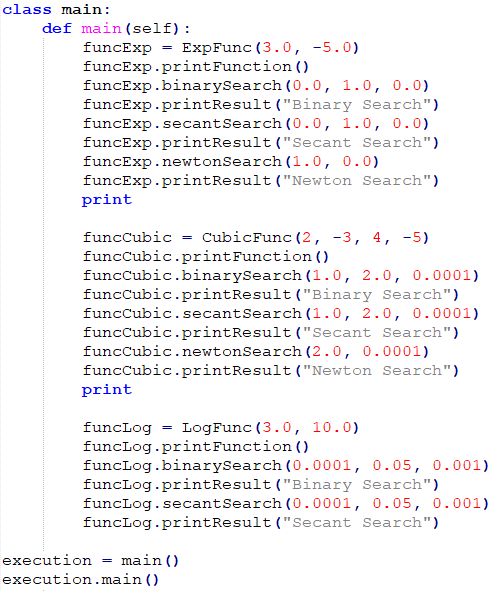 class main:
    def main(self):
        funcExp = ExpFunc(3.0, -5.0)
        funcExp.printFunction()
        funcExp.binarySearch(0.0, 1.0, 0.0)
        funcExp.printResult("Binary Search")
        funcExp.secantSearch(0.0, 1.0, 0.0)
        funcExp.printResult("Secant Search")
        funcExp.newtonSearch(1.0, 0.0)
        funcExp.printResult("Newton Search")
        print

        funcCubic = CubicFunc(2, -3, 4, -5)
        funcCubic.printFunction()
        funcCubic.binarySearch(1.0, 2.0, 0.0001)
        funcCubic.printResult("Binary Search")
        funcCubic.secantSearch(1.0, 2.0, 0.0001)
        funcCubic.printResult("Secant Search")
        funcCubic.newtonSearch(2.0, 0.0001)
        funcCubic.printResult("Newton Search")
        print

        funcLog = LogFunc(3.0, 10.0)
        funcLog.printFunction()
        funcLog.binarySearch(0.0001, 0.05, 0.001)
        funcLog.printResult("Binary Search")
        funcLog.secantSearch(0.0001, 0.05, 0.001)
        funcLog.printResult("Secant Search")

execution = main()
execution.main()